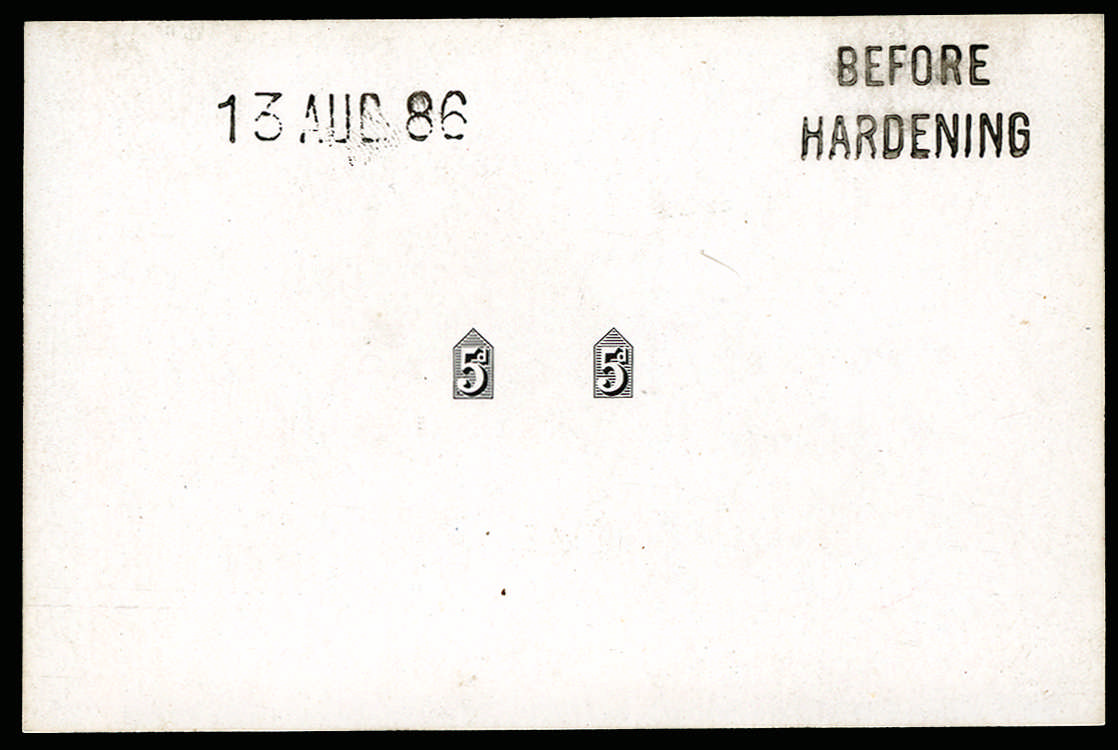 13 AUG 86
BEFORE
HARDENING
5d 5d